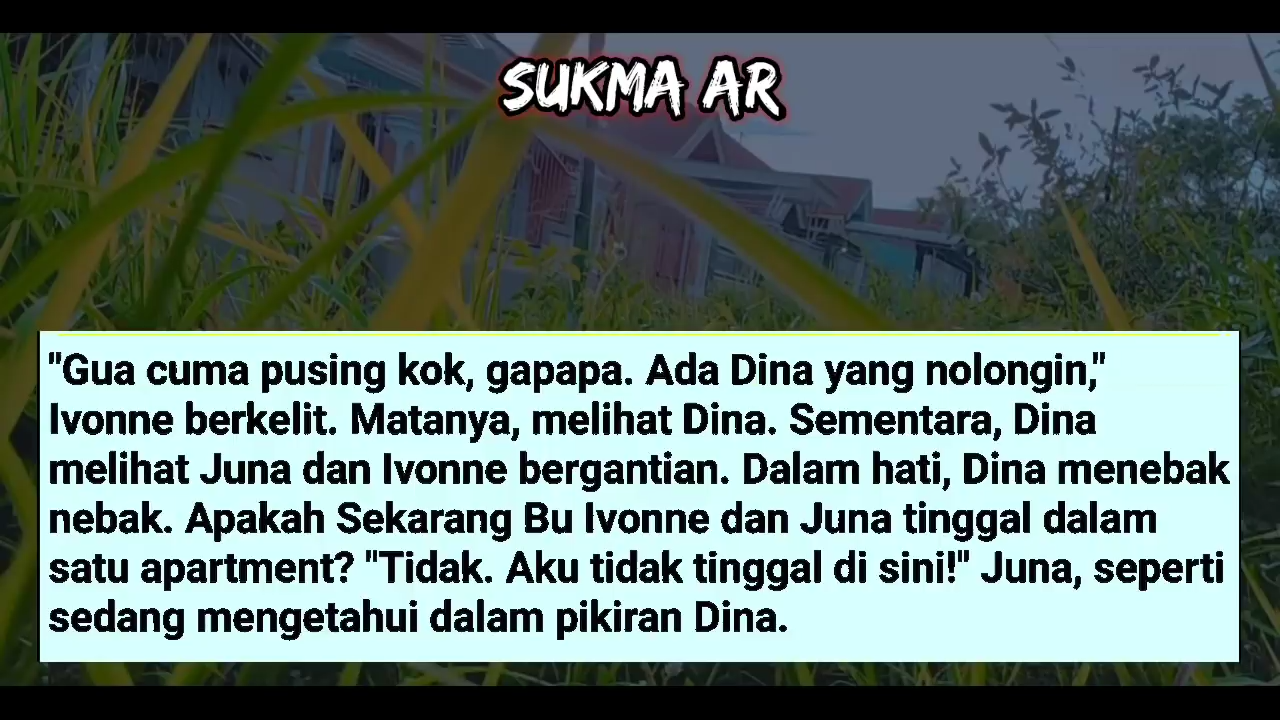 SUKMA AR
"Gua cuma pusing kok, gapapa. Ada Dina yang nolongin,"
Ivonne berkelit. Matanya, melihat Dina. Sementara, Dina
melihat Juna dan Ivonne bergantian. Dalam hati, Dina menebak
nebak. Apakah Sekarang Bu Ivonne dan Juna tinggal dalam
satu apartment? "Tidak. Aku tidak tinggal di sini!" Juna, seperti
sedang mengetahui dalam pikiran Dina.